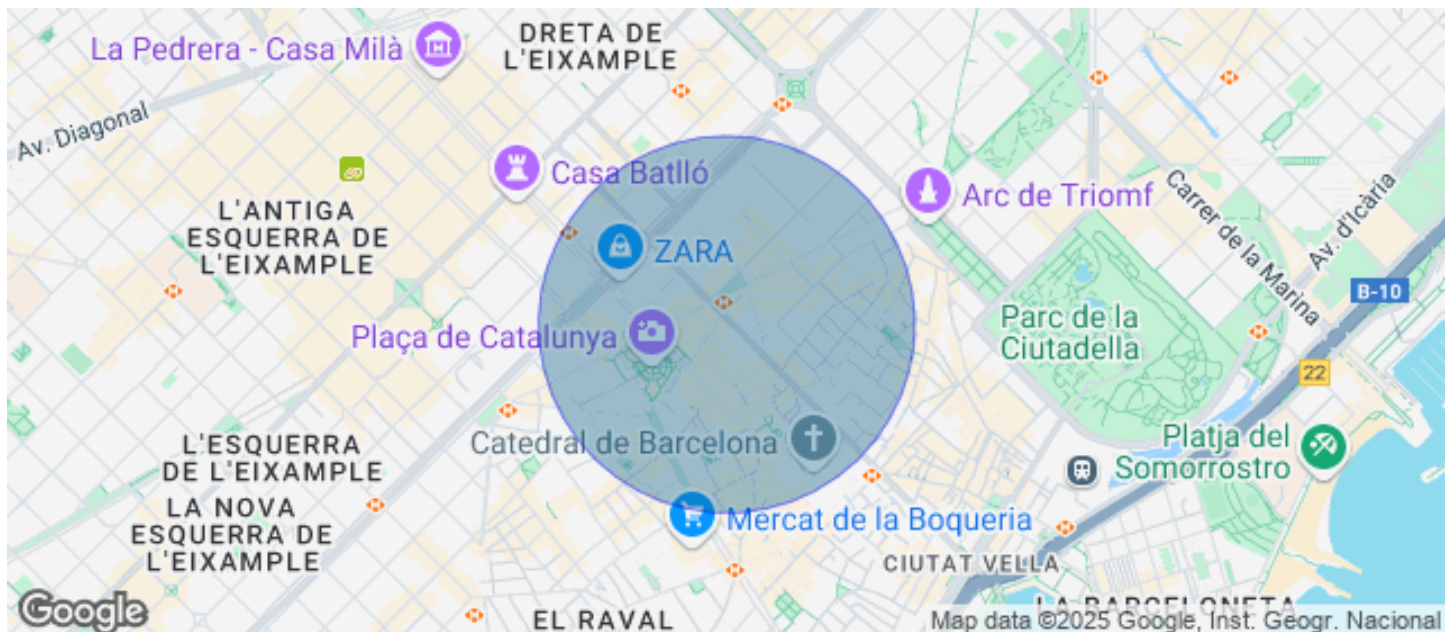 DRETA DE
L'EIXAMPLE
La Pedrera - Casa Milà
Av. Diagonal
Casa Batlló
Arc de Triomf
Carrer de la Marina
Av. d'Icària
L'ANTIGA
ESQUERRA DE
L'EIXAMPLE
ZARA
B-10
Plaça de Catalunya
Parc de la
Ciutadella
22
L'ESQUERRA
DE L'EIXAMPLE
Catedral de Barcelona
Platja del
Somorrostro
LA NOVA
ESQUERRA DE
L'EIXAMPLE
Mercat de la Boqueria
CIUTAT VELLA
LA BARCELONETA
EL RAVAL
Google
Map data ©2025 Google, Inst. Geogr. Nacional